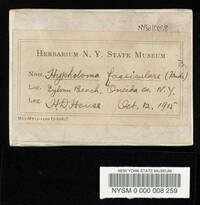 HERBARIUM N. Y. STATE MUSEUM
Name Hypholoma fasciculare (Huds.)
Loc. Sylvan Beach, Oneida co. N.Y.
Leg. H D House Oct. 12, 1915
NEW YORK STATE MUSEUM
NYSM 0 000 008 259